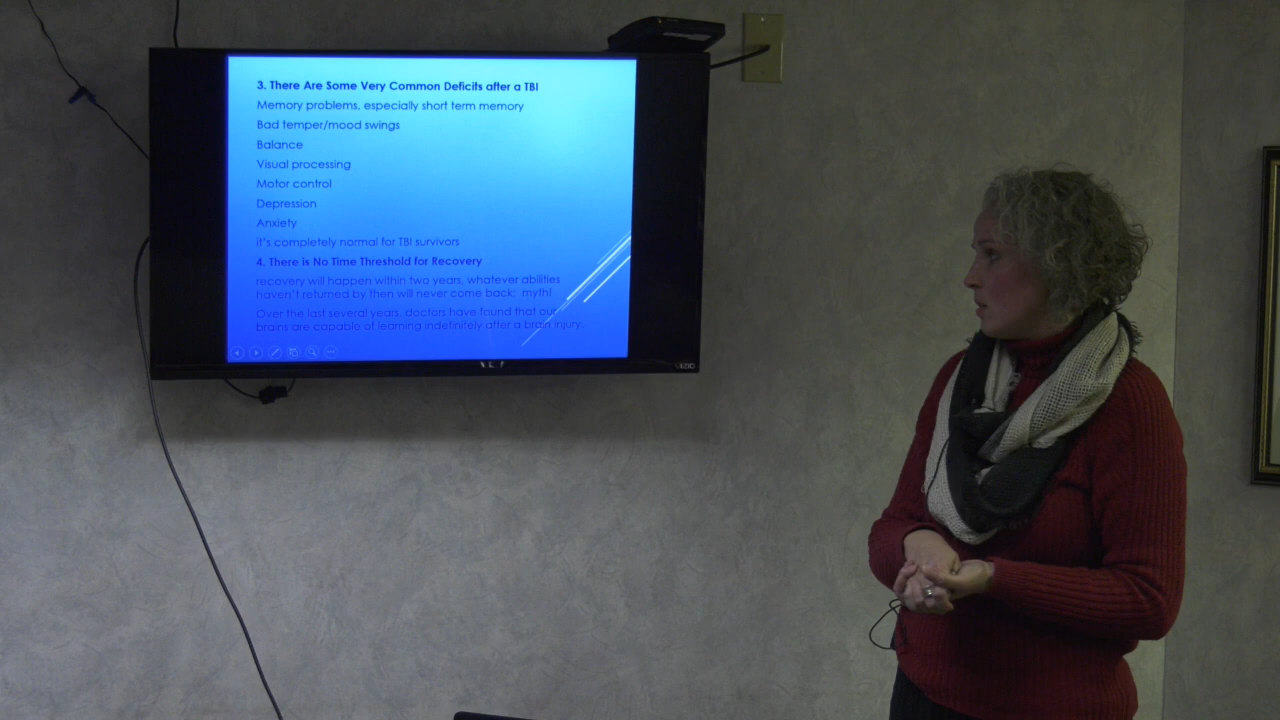 3. There Are Some Very Common Deficits after a TBI
Memory problems, especially short term memory
Bad temper/mood swings
Balance
Visual processing
Motor control
Depression
Anxiety
it's completely normal for TBI survivors
4. There is No Time Threshold for Recovery
recovery will happen within two years, whatever abilities
haven't returned by then will never come back; myth!
Over the last several years, doctors have found that our
brains are capable of learning indefinitely after a brain injury
VIZIO